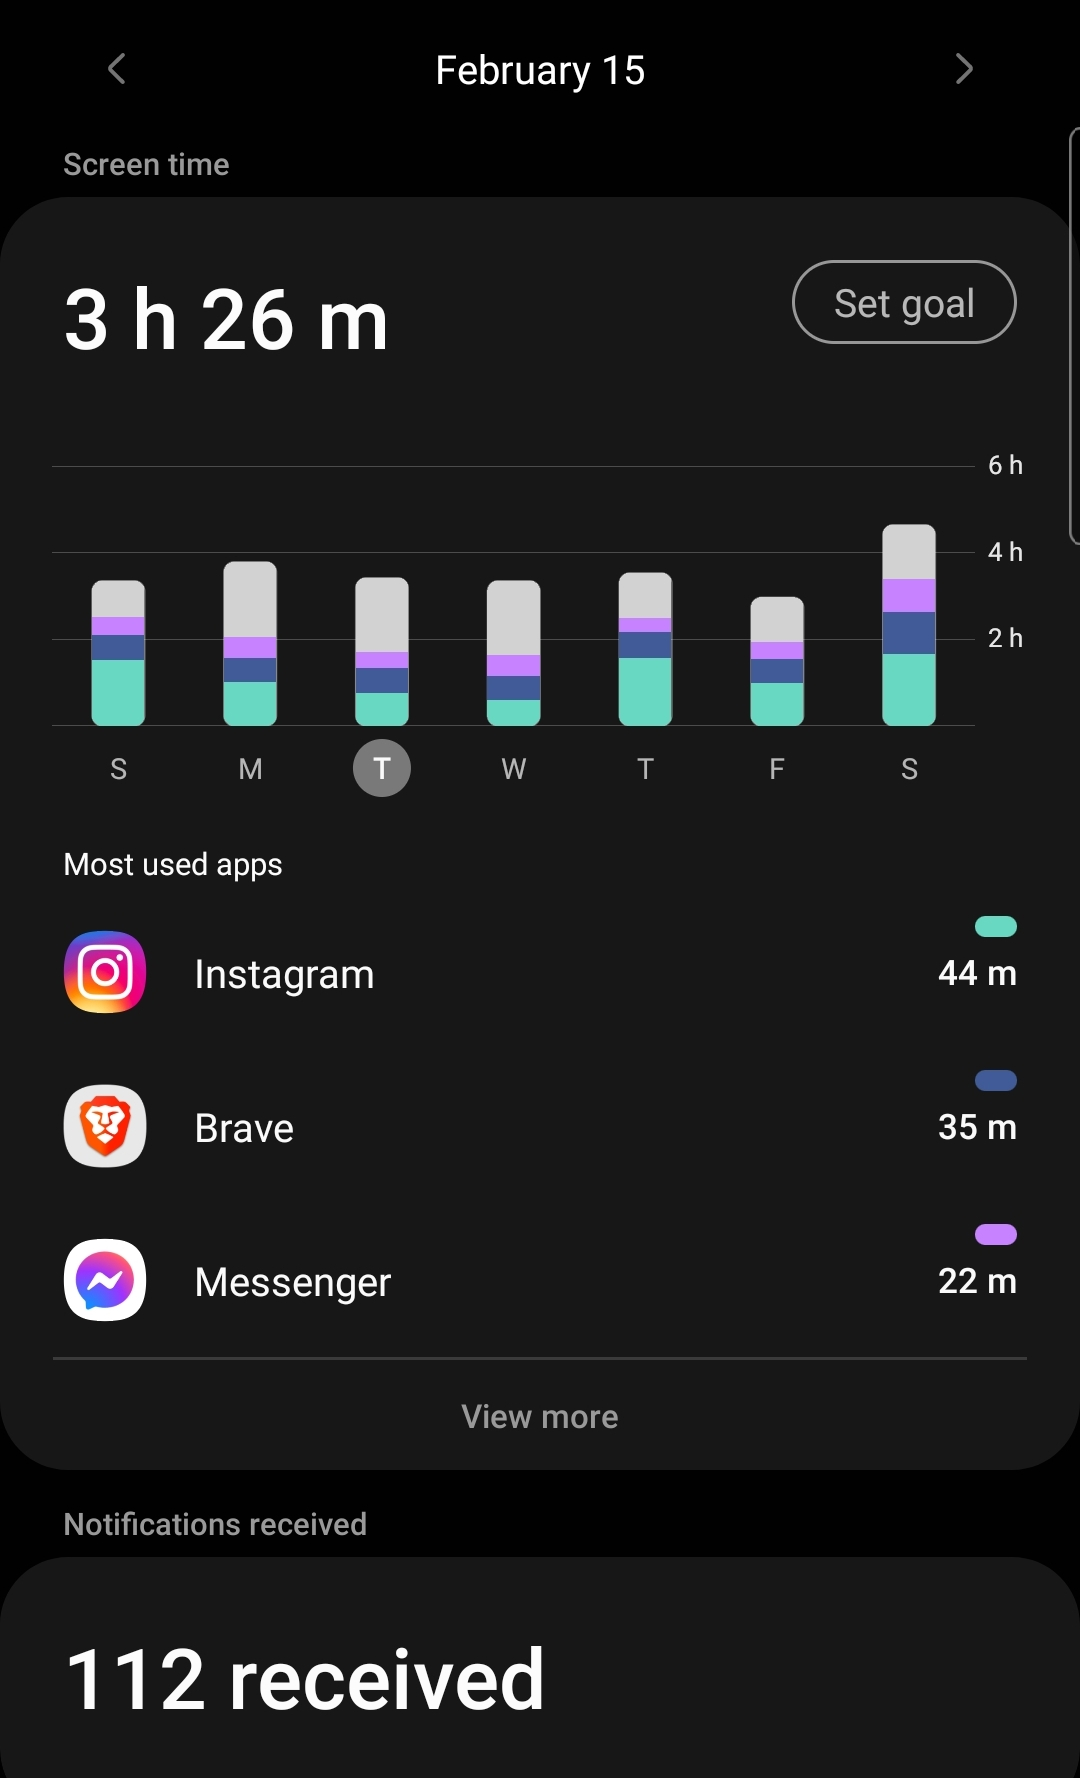 February 15
Screen time
3 h 26 m
Set goal
6 h
4 h
2 h
S M T W T F S
Most used apps
Instagram
44 m
Brave
35 m
Messenger
22 m
View more
Notifications received
112 received